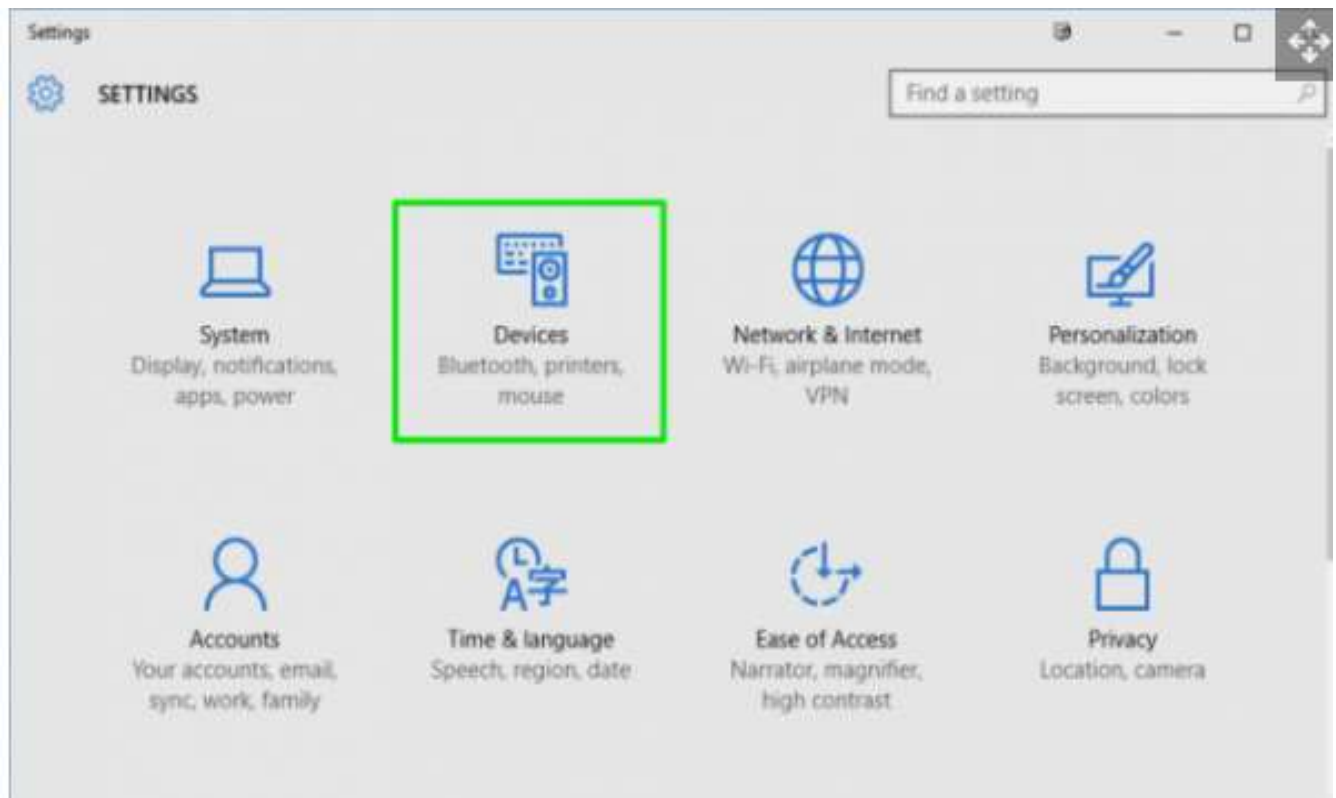 Settings
SETTINGS
Find a setting
System
Display, notifications,
apps, power
Devices
Bluetooth, printers,
mouse
Network & Internet
Wi-Fi, airplane mode,
VPN
Personalization
Background, lock
screen, colors
Accounts
Your accounts, email,
sync, work, family
Time & language
Speech, region, date
Ease of Access
Narrator, magnifier,
high contrast
Privacy
Location, camera